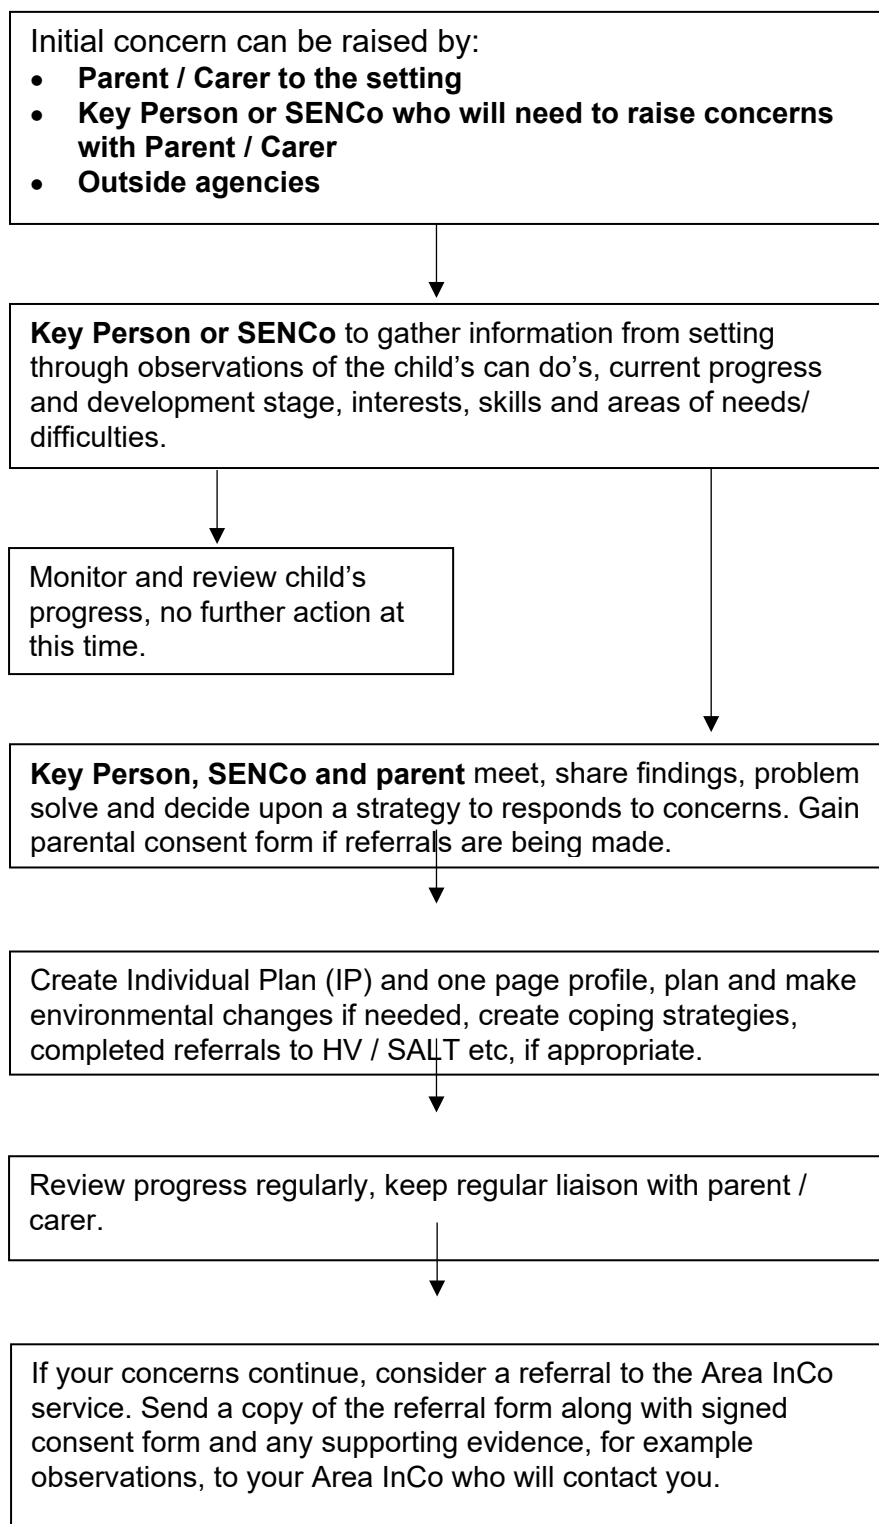 Initial concern can be raised by:
• Parent / Carer to the setting
• Key Person or SENCo who will need to raise concerns
with Parent / Carer
• Outside agencies
Key Person or SENCo to gather information from setting
through observations of the child’s can do’s, current progress
and development stage, interests, skills and areas of needs/
difficulties.
Monitor and review child’s
progress, no further action at
this time.
Key Person, SENCo and parent meet, share findings, problem
solve and decide upon a strategy to responds to concerns. Gain
parental consent form if referrals are being made.
Create Individual Plan (IP) and one page profile, plan and make
environmental changes if needed, create coping strategies,
completed referrals to HV / SALT etc, if appropriate.
Review progress regularly, keep regular liaison with parent /
carer.
If your concerns continue, consider a referral to the Area InCo
service. Send a copy of the referral form along with signed
consent form and any supporting evidence, for example
observations, to your Area InCo who will contact you.